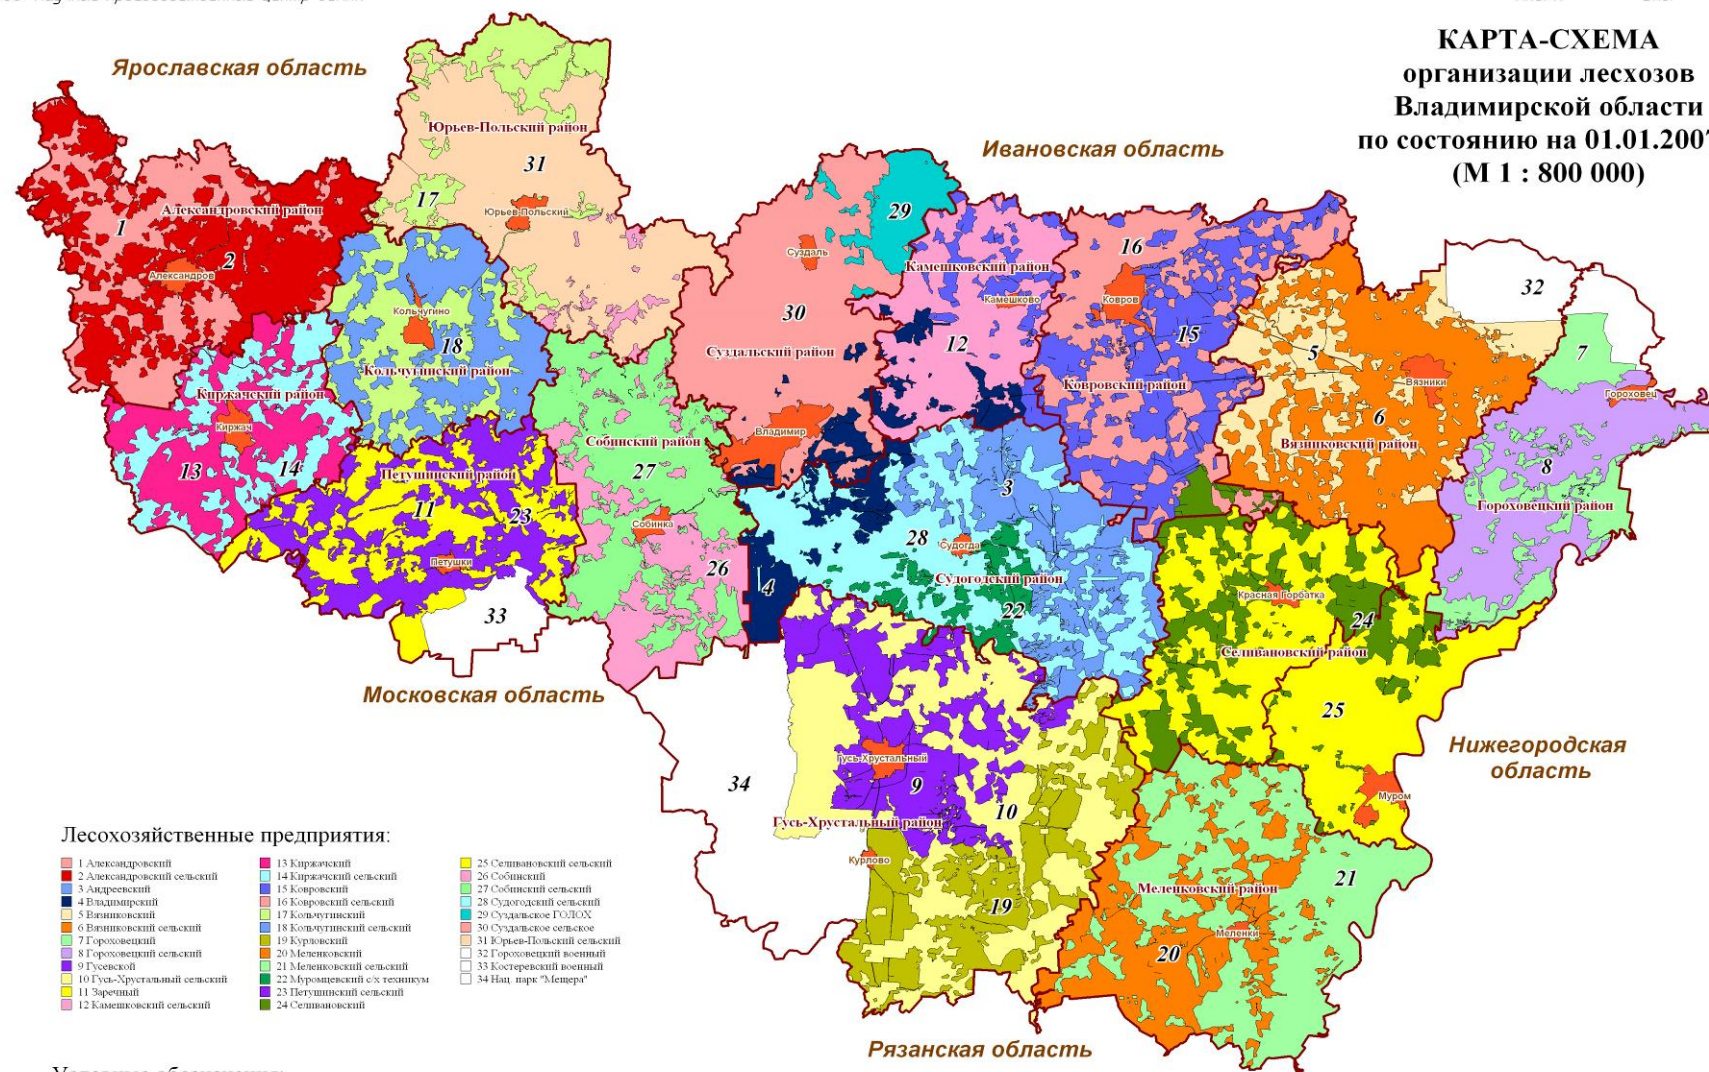 КАРТА-СХЕМА
организации лесхозов
Владимирской области
по состоянию на 01.01.2007
(М 1 : 800 000)
Ярославская область
Ивановская область
Юрьев-Польский район
31
17
Юрьев-Польский
1
Александровский район
2
Александров
29
Суздаль
30
Суздальский район
Камешковский район
Камешково
12
16
Ковров
15
Ковровский район
32
5
7
Вязники
Гороховец
6
Вязниковский район
8
Гороховецкий район
Кольчугино
18
Кольчугинский район
Киржачский район
Киржач
13
14
Петушинский район
11
23
Петушки
33
Собинский район
27
Владимир
Собинка
26
4
3
28
Судогда
Судогодский район
22
Красная Горбатка
24
Селивановский район
25
Московская область
Нижегородская
область
Муром
34
Гусь-Хрустальный
9
10
Гусь-Хрустальный район
Курлово
19
Меленковский район
21
Меленки
20
Рязанская область
Лесохозяйственные предприятия:
1 Александровский
2 Александровский сельский
3 Андреевский
4 Владимирский
5 Вязниковский
6 Вязниковский сельский
7 Гороховецкий
8 Гороховецкий сельский
9 Гусевской
10 Гусь-Хрустальный сельский
11 Заречный
12 Камешковский сельский
13 Киржачский
14 Киржачский сельский
15 Ковровский
16 Ковровский сельский
17 Кольчугинский
18 Кольчугинский сельский
19 Курловский
20 Меленковский
21 Меленковский сельский
22 Муромцевский с/х техникум
23 Петушинский сельский
24 Селивановский
25 Селивановский сельский
26 Собинский
27 Собинский сельский
28 Судогодский сельский
29 Суздальское ГОЛОХ
30 Суздальское сельское
31 Юрьев-Польский сельский
32 Гороховецкий военный
33 Костеревский военный
34 Нац. парк "Мещера"